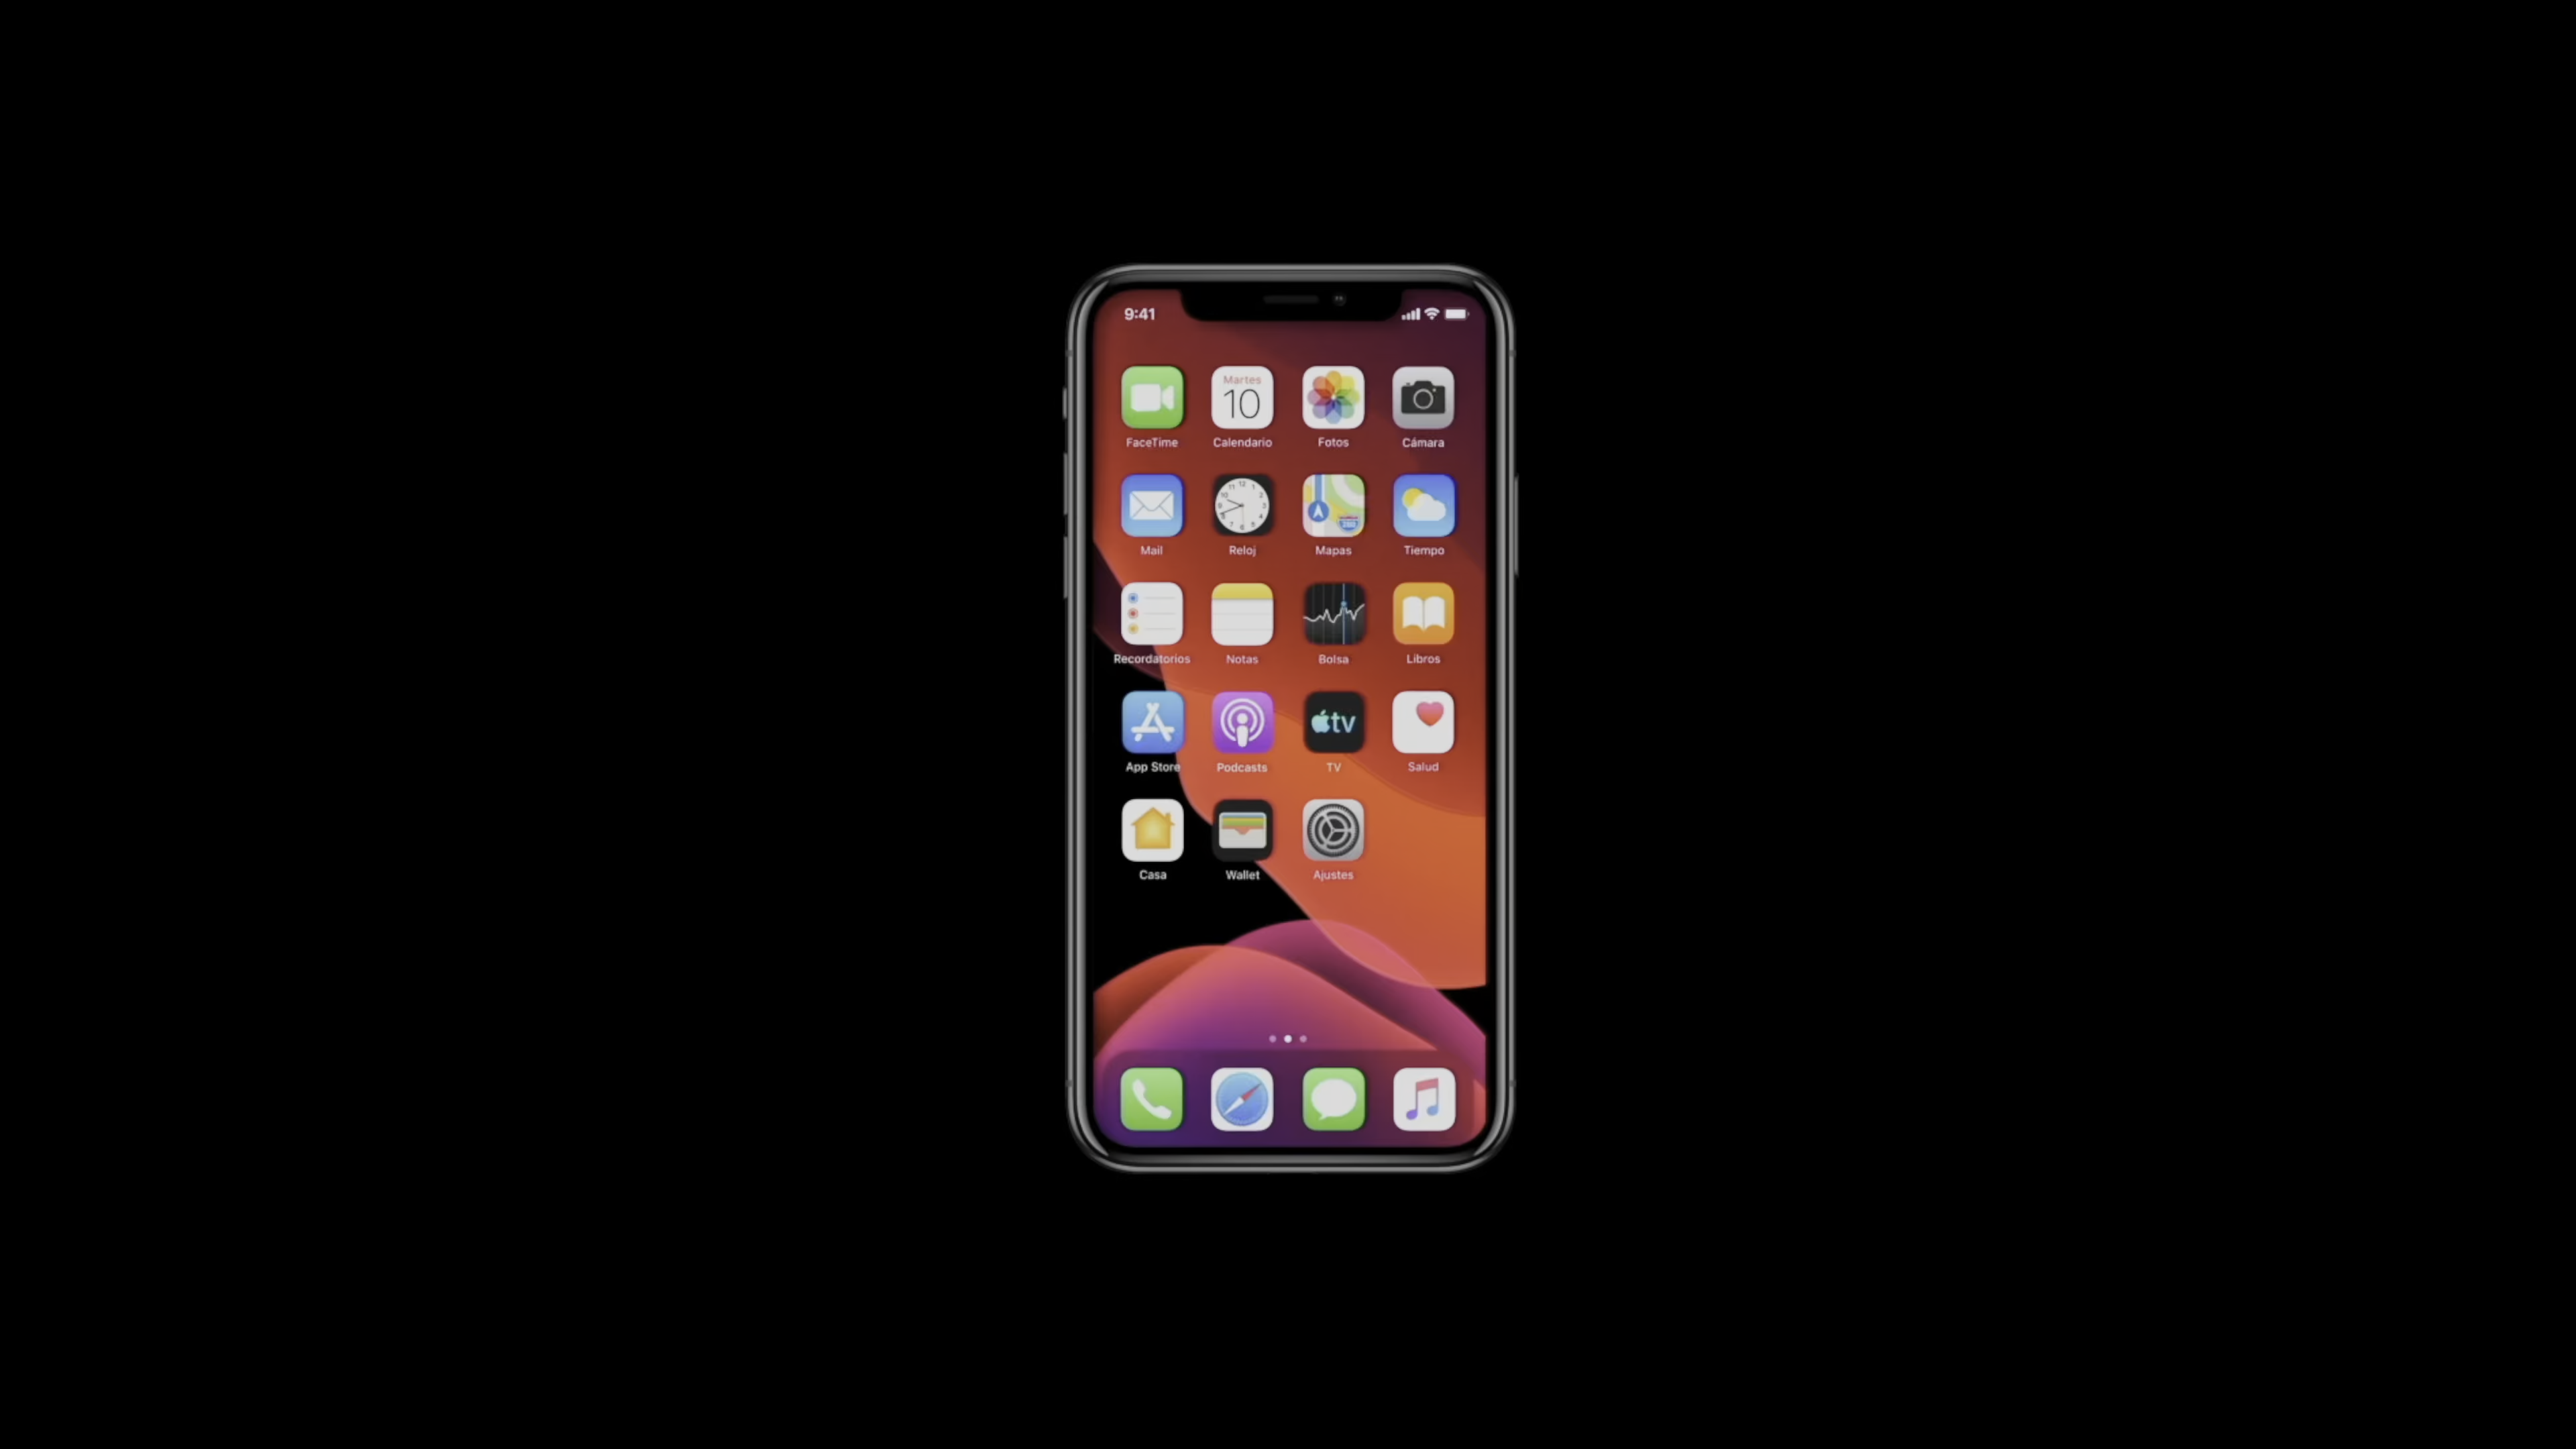 9:41
Martes
10
FaceTime Calendario Fotos Cámara
Mail Reloj Mapas Tiempo
Recordatorios Notas Bolsa Libros
tv
App Store Podcasts TV Salud
Casa Wallet Ajustes